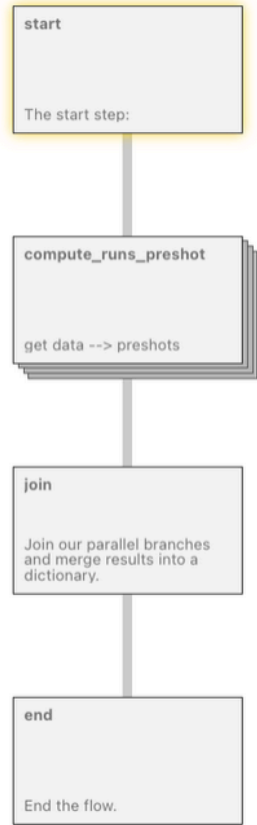 start
The start step:
compute_runs_preshot
get data --> preshots
join
Join our parallel branches
and merge results into a
dictionary.
end
End the flow.